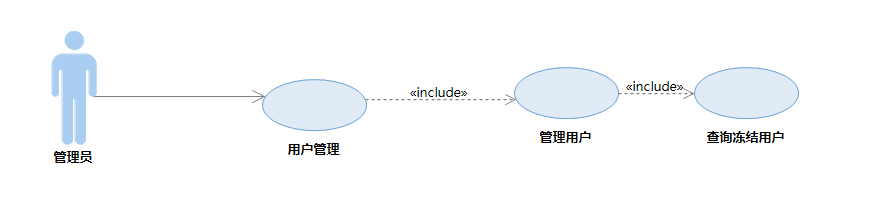 «include»
«include»
管理员
用户管理
管理用户
查询冻结用户